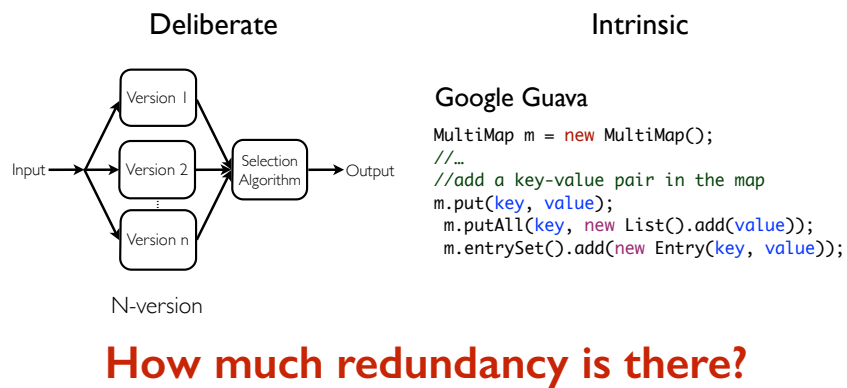 Deliberate
Version 1
Version 2
Version n
Input
Selection
Algorithm
Output
N-version
Intrinsic
Google Guava
MultiMap m = new MultiMap();
//…
//add a key-value pair in the map
m.put(key, value);
m.putAll(key, new List().add(value));
m.entrySet().add(new Entry(key, value));
How much redundancy is there?